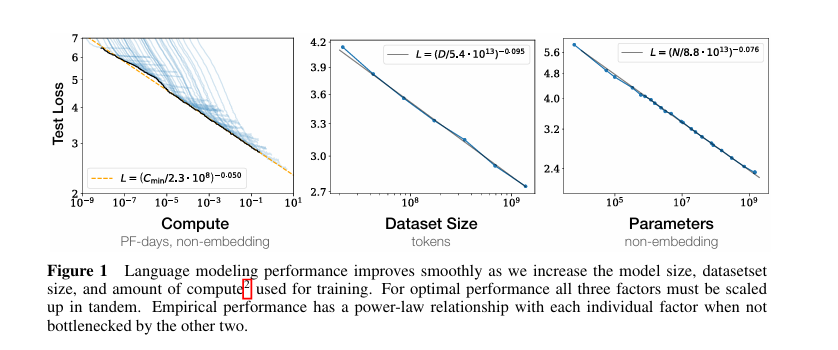 7
6
5
4
3
2
Test Loss
L = (C_min/2.3 · 10^8)^−0.050
10^−9 10^−7 10^−5 10^−3 10^−1 10^1
Compute
PF-days, non-embedding
4.2
3.9
3.6
3.3
3.0
2.7
L = (D/5.4 · 10^13)^−0.095
10^8 10^9
Dataset Size
tokens
5.6
4.8
4.0
3.2
2.4
L = (N/8.8 · 10^13)^−0.076
10^5 10^7 10^9
Parameters
non-embedding
Figure 1 Language modeling performance improves smoothly as we increase the model size, datasetset
size, and amount of compute^2 used for training. For optimal performance all three factors must be scaled
up in tandem. Empirical performance has a power-law relationship with each individual factor when not
bottlenecked by the other two.